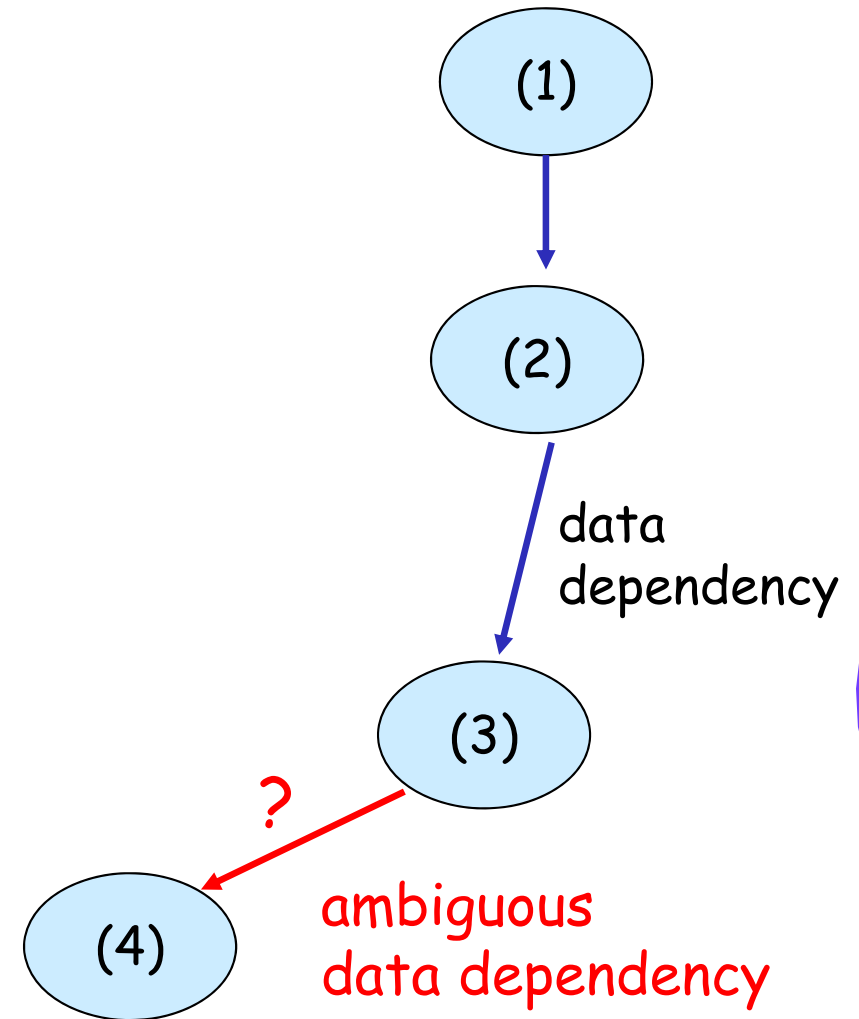 (1)
(2)
data
dependency
(3)
?
ambiguous
data dependency
(4)